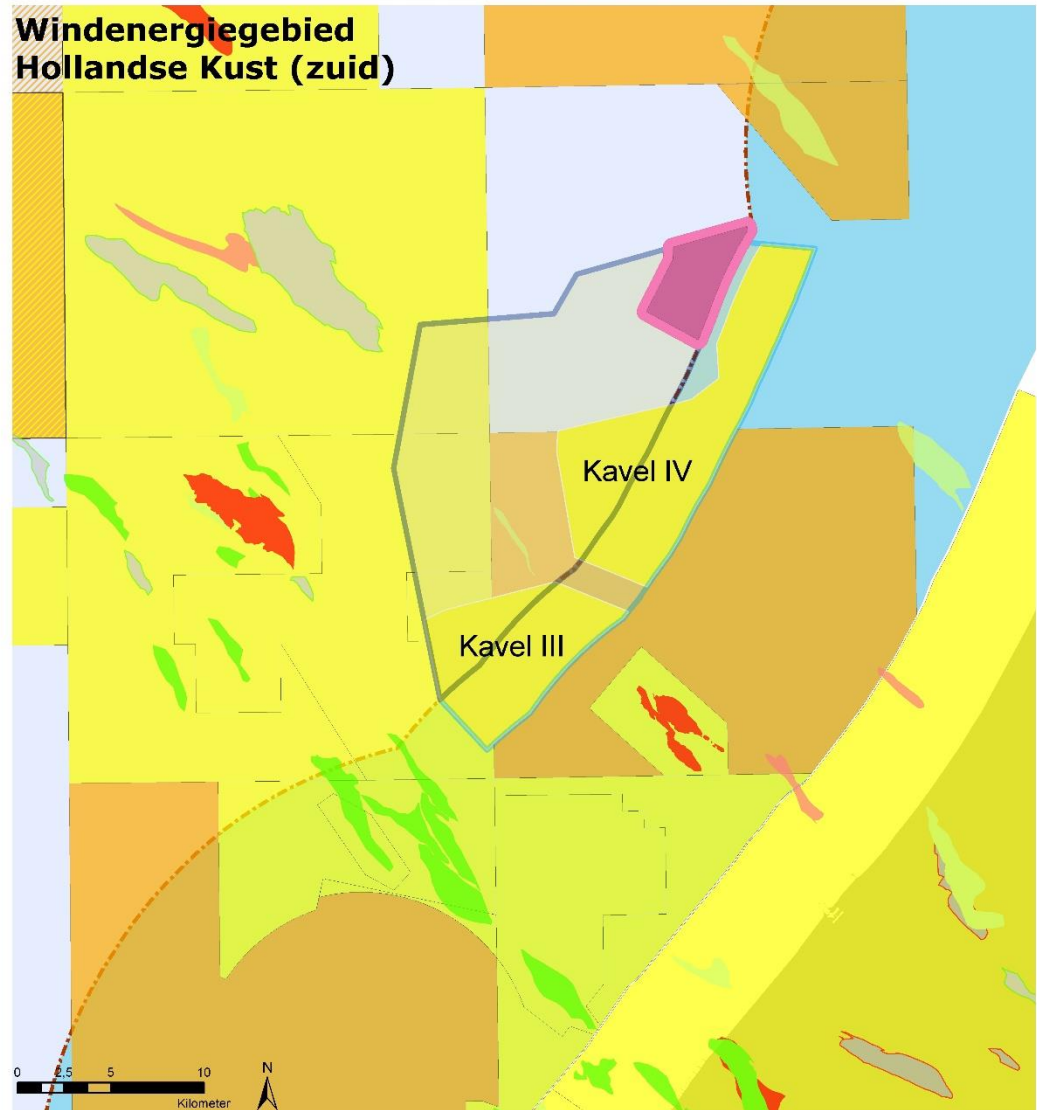 Windenergiegebied
Hollandse Kust (zuid)
Kavel IV
Kavel III
0 2,5 5 10
Kilometer
N